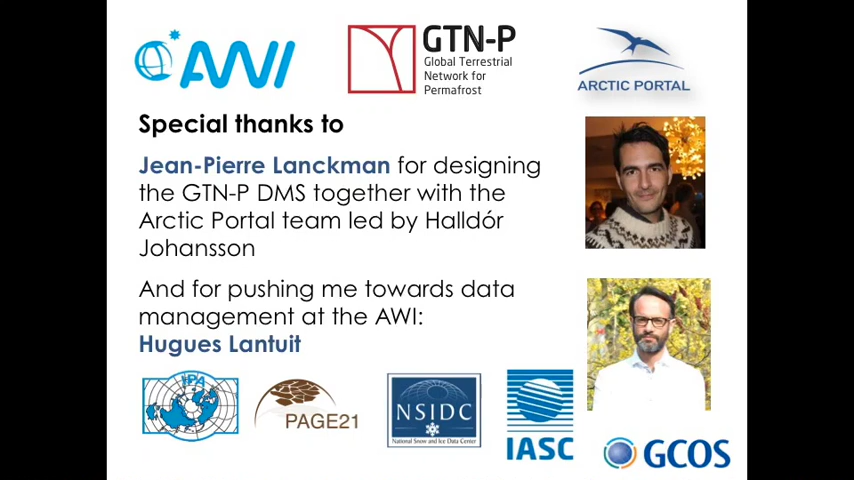 AWI
GTN-P
Global Terrestrial
Network for
Permafrost
ARCTIC PORTAL
Special thanks to
Jean-Pierre Lanckman for designing
the GTN-P DMS together with the
Arctic Portal team led by Halldór
Johansson
And for pushing me towards data
management at the AWI:
Hugues Lantuit
IPA
PAGE21
NSIDC
National Snow and Ice Data Center
IASC
GCOS